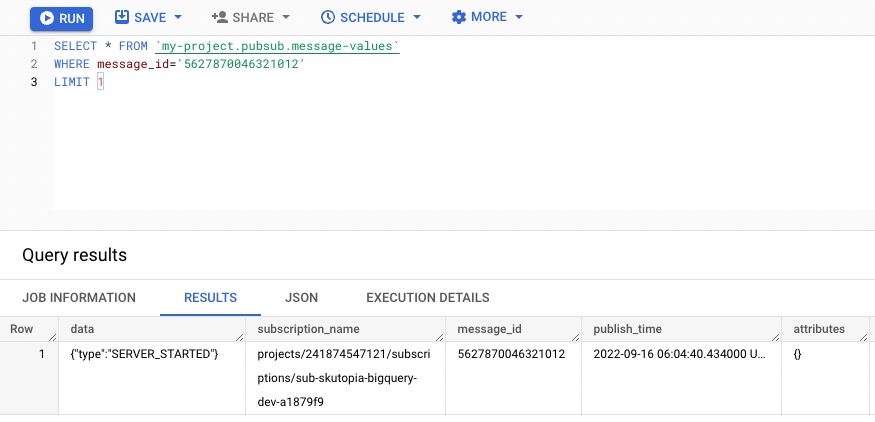 RUN SAVE SHARE SCHEDULE MORE
1 SELECT * FROM `my-project.pubsub.message-values`
2 WHERE message_id='5627870046321012'
3 LIMIT 1
Query results
JOB INFORMATION RESULTS JSON EXECUTION DETAILS
Row data subscription_name message_id publish_time attributes
1 {"type":"SERVER_STARTED"} projects/241874547121/subscri 5627870046321012 2022-09-16 06:04:40.434000 U... {}
ptions/sub-skutopia-bigquery-
dev-a1879f9